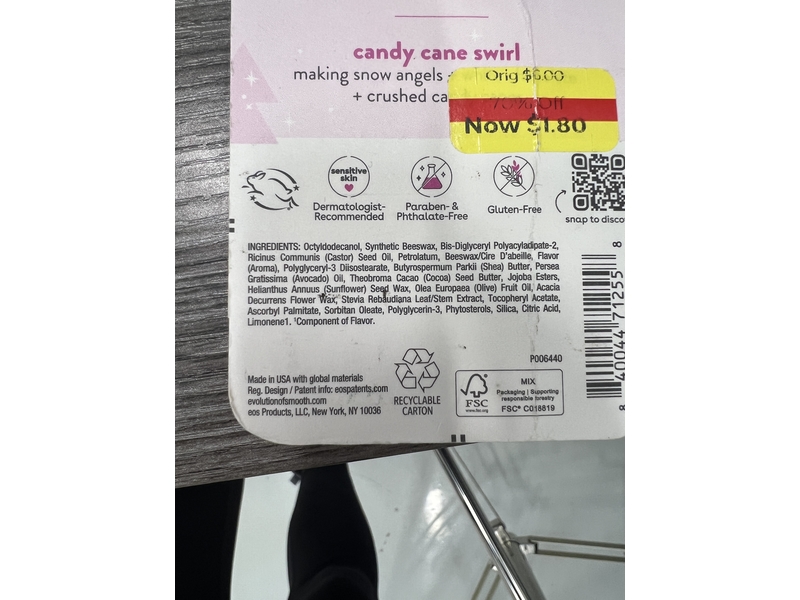 candy cane swirl
making snow angels
+ crushed ca
Orig $6.00
Off
Now $1.80
sensitive
skin
Dermatologist-
Recommended
Paraben- &
Phthalate-Free
Gluten-Free
snap to disco
INGREDIENTS: Octyldodecanol, Synthetic Beeswax, Bis-Diglyceryl Polyacyladipate-2,
Ricinus Communis (Castor) Seed Oil, Petrolatum, Beeswax/Cire D'abeille, Flavor
(Aroma), Polyglyceryl-3 Diisostearate, Butyrospermum Parkii (Shea) Butter, Persea
Gratissima (Avocado) Oil, Theobroma Cacao (Cocoa) Seed Butter, Jojoba Esters,
Helianthus Annuus (Sunflower) Seed Wax, Olea Europaea (Olive) Fruit Oil, Acacia
Decurrens Flower Wax, Stevia Rebaudiana Leaf/Stem Extract, Tocopheryl Acetate,
Ascorbyl Palmitate, Sorbitan Oleate, Polyglycerin-3, Phytosterols, Silica, Citric Acid,
Limonene1. ¹Component of Flavor.
P006440
Made in USA with global materials
Reg. Design / Patent info: eospatents.com
evolutionofsmooth.com
eos Products, LLC, New York, NY 10036
RECYCLABLE
CARTON
FSC
www.fsc.org
MIX
Packaging | Supporting
responsible forestry
FSC® C018819
8 40044 71255 8